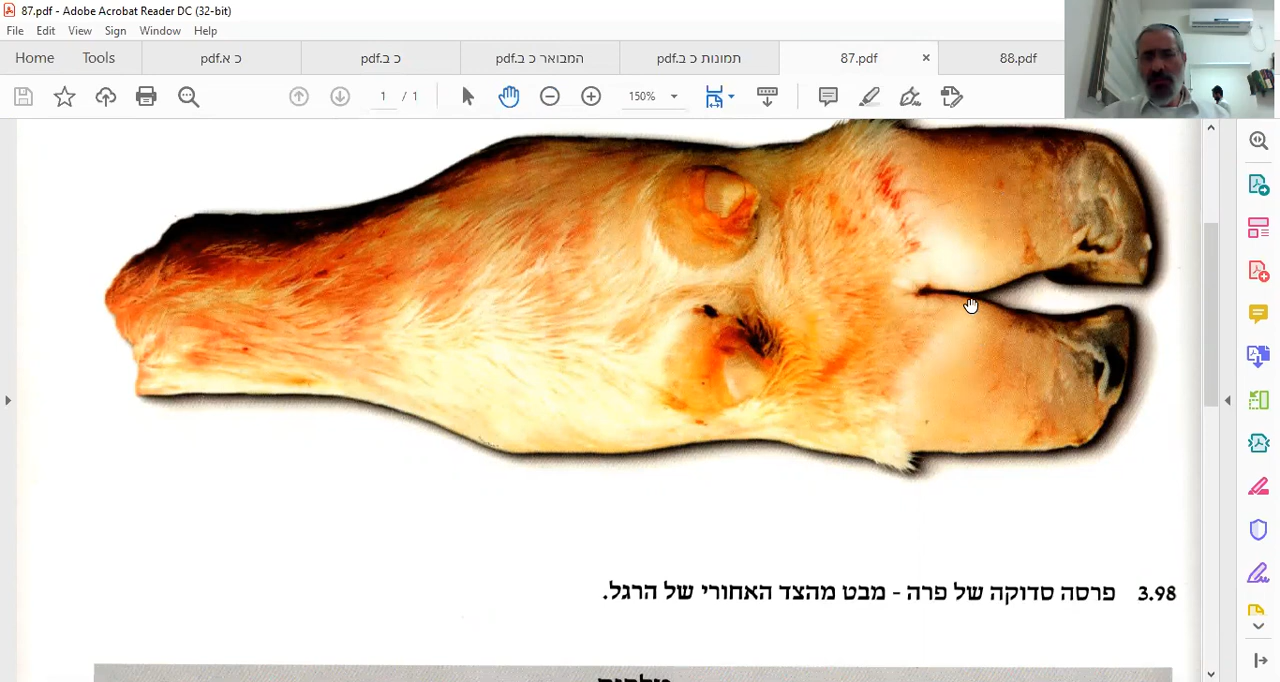 87.pdf - Adobe Acrobat Reader DC (32-bit)
File Edit View Sign Window Help
Home Tools כ א.pdf כ ב.pdf המבואר כ ב.pdf תמונות כ ב.pdf 87.pdf × 88.pdf
1 / 1 150%
3.98 פרסה סדוקה של פרה - מבט מהצד האחורי של הרגל.